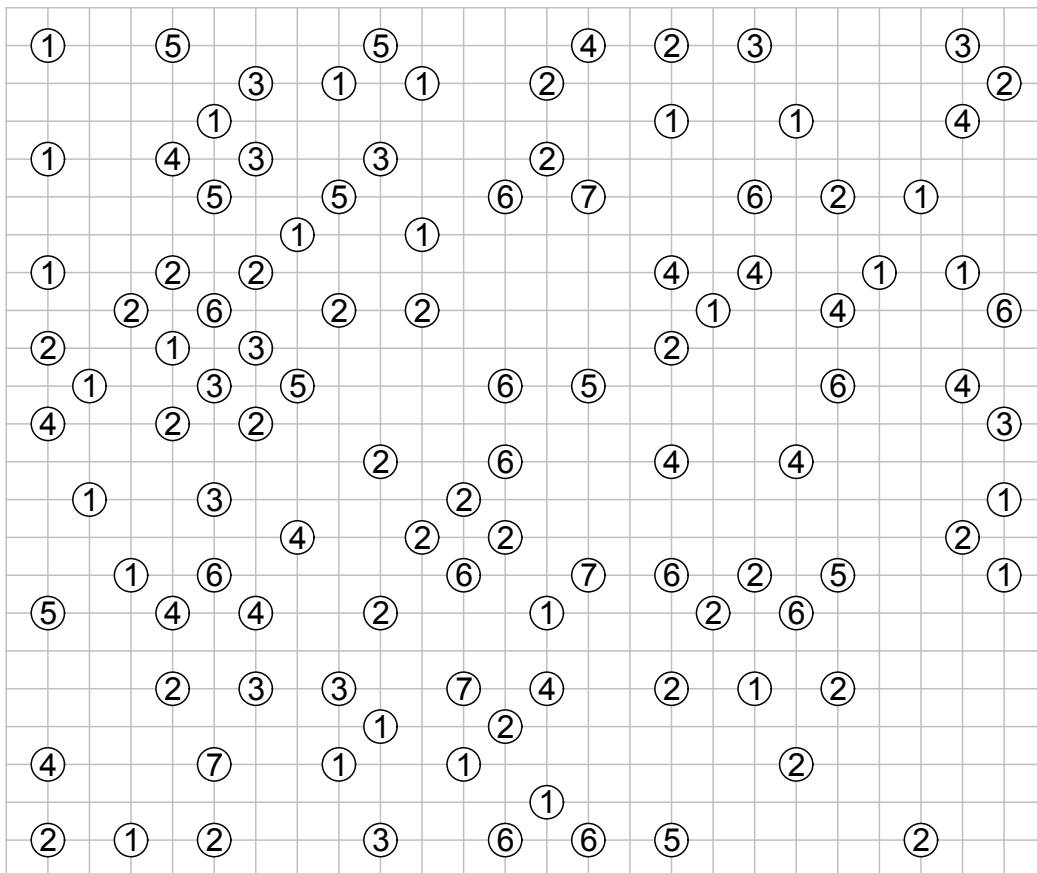 1 5 5 4 2 3 3
3 1 1 2 2
1 1 1 4
1 4 3 3 2
5 5 6 7 6 2 1
1 1
1 2 2 4 4 1 1
2 6 2 2 1 4 6
2 1 3 2
1 3 5 6 5 6 4
4 2 2 3
2 6 4 4
1 3 2 1
4 2 2 2
1 6 6 7 6 2 5 1
5 4 4 2 1 2 6
2 3 3 7 4 2 1 2
1 2
4 7 1 1 2
1
2 1 2 3 6 6 5 2